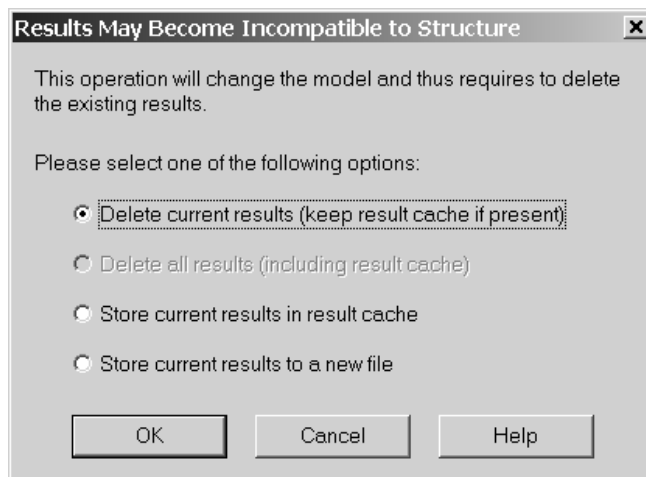 Results May Become Incompatible to Structure
This operation will change the model and thus requires to delete
the existing results.
Please select one of the following options:
Delete current results (keep result cache if present)
Delete all results (including result cache)
Store current results in result cache
Store current results to a new file
OK Cancel Help